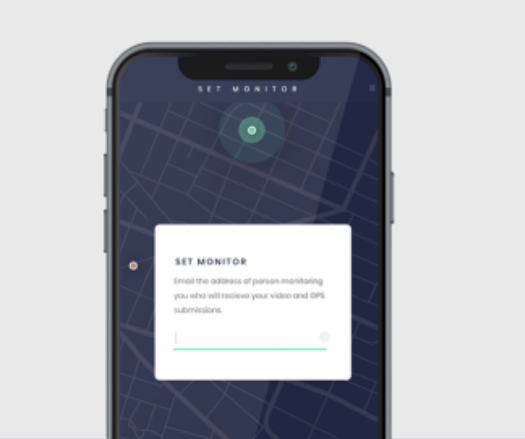 SET MONITOR
SET MONITOR
Email the address of person monitoring
you who will recieve your video and GPS
submissions.